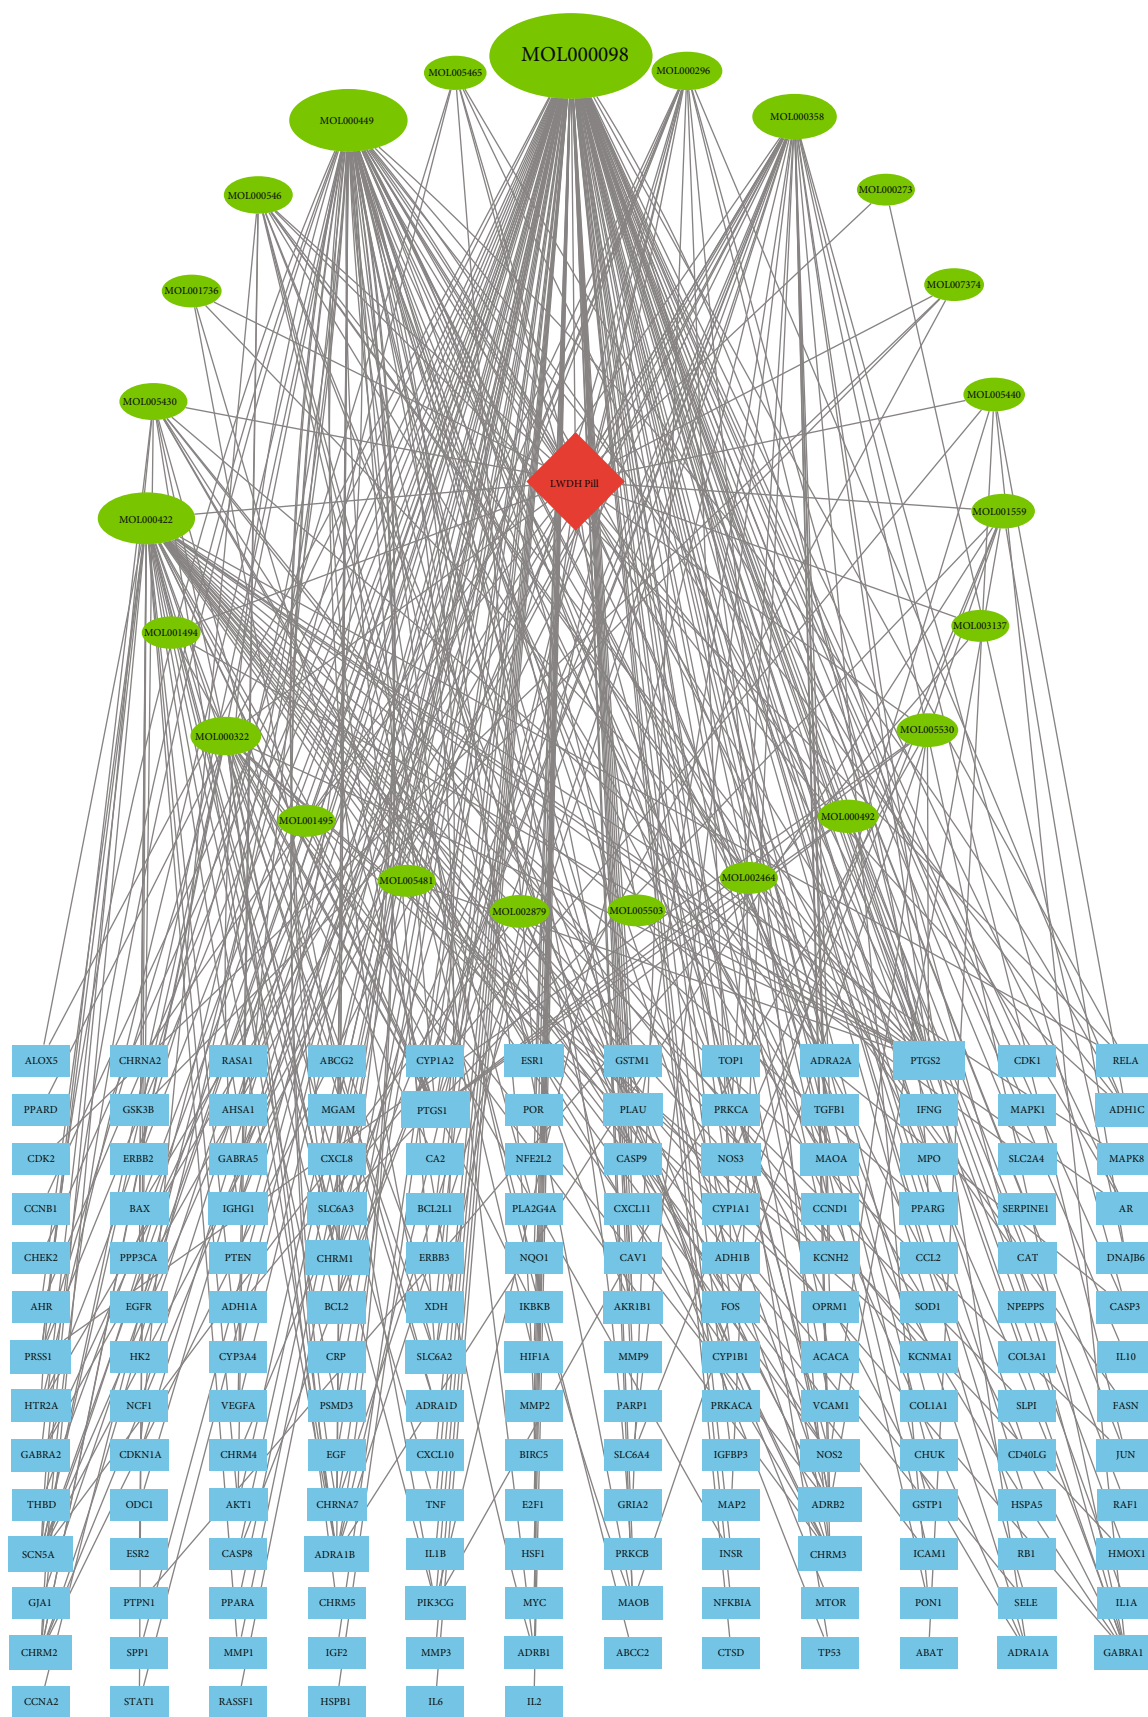 MOL000098
MOL005465
MOL000296
MOL000449
MOL000358
MOL000546
MOL000273
MOL001736
MOL007374
MOL005430
MOL005440
LWDH Pill
MOL000422
MOL001559
MOL001494
MOL003137
MOL000322
MOL005530
MOL001495
MOL000492
MOL005481
MOL002464
MOL002879
MOL005503
ALOX5 CHRNA2 RASA1 ABCG2 CYP1A2 ESR1 GSTM1 TOP1 ADRA2A PTGS2 CDK1 RELA
PPARD GSK3B AHSA1 MGAM PTGS1 POR PLAU PRKCA TGFB1 IFNG MAPK1 ADH1C
CDK2 ERBB2 GABRA5 CXCL8 CA2 NFE2L2 CASP9 NOS3 MAOA MPO SLC2A4 MAPK8
CCNB1 BAX IGHG1 SLC6A3 BCL2L1 PLA2G4A CXCL11 CYP1A1 CCND1 PPARG SERPINE1 AR
CHEK2 PPP3CA PTEN CHRM1 ERBB3 NQO1 CAV1 ADH1B KCNH2 CCL2 CAT DNAJB6
AHR EGFR ADH1A BCL2 XDH IKBKB AKR1B1 FOS OPRM1 SOD1 NPEPPS CASP3
PRSS1 HK2 CYP3A4 CRP SLC6A2 HIF1A MMP9 CYP1B1 ACACA KCNMA1 COL3A1 IL10
HTR2A NCF1 VEGFA PSMD3 ADRA1D MMP2 PARP1 PRKACA VCAM1 COL1A1 SLPI FASN
GABRA2 CDKN1A CHRM4 EGF CXCL10 BIRC5 SLC6A4 IGFBP3 NOS2 CHUK CD40LG JUN
THBD ODC1 AKT1 CHRNA7 TNF E2F1 GRIA2 MAP2 ADRB2 GSTP1 HSPA5 RAF1
SCN5A ESR2 CASP8 ADRA1B IL1B HSF1 PRKCB INSR CHRM3 ICAM1 RB1 HMOX1
GJA1 PTPN1 PPARA CHRM5 PIK3CG MYC MAOB NFKBIA MTOR PON1 SELE IL1A
CHRM2 SPP1 MMP1 IGF2 MMP3 ADRB1 ABCC2 CTSD TP53 ABAT ADRA1A GABRA1
CCNA2 STAT1 RASSF1 HSPB1 IL6 IL2